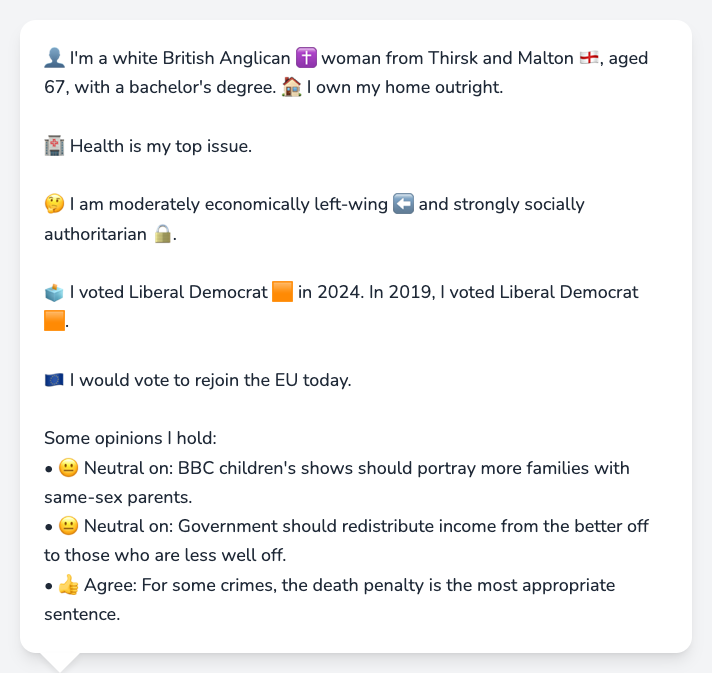 👤 I'm a white British Anglican ✝️ woman from Thirsk and Malton 🏴󠁧󠁢󠁥󠁮󠁧󠁿, aged
67, with a bachelor's degree. 🏠 I own my home outright.
🏥 Health is my top issue.
🤔 I am moderately economically left-wing ⬅️ and strongly socially
authoritarian 🔒.
🗳️ I voted Liberal Democrat 🟧 in 2024. In 2019, I voted Liberal Democrat
🟧.
🇪🇺 I would vote to rejoin the EU today.
Some opinions I hold:
• 😐 Neutral on: BBC children's shows should portray more families with
same-sex parents.
• 😐 Neutral on: Government should redistribute income from the better off
to those who are less well off.
• 👍 Agree: For some crimes, the death penalty is the most appropriate
sentence.